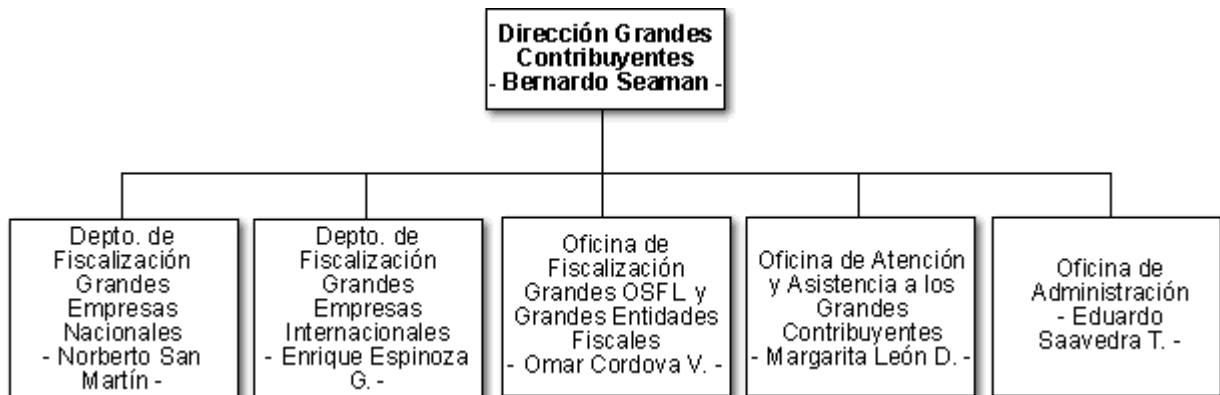 Dirección Grandes
Contribuyentes
- Bernardo Seaman -
Depto. de
Fiscalización
Grandes
Empresas
Nacionales
- Norberto San
Martín -
Depto. de
Fiscalización
Grandes
Empresas
Internacionales
- Enrique Espinoza
G. -
Oficina de
Fiscalización
Grandes OSFL y
Grandes Entidades
Fiscales
- Omar Cordova V. -
Oficina de Atención
y Asistencia a los
Grandes
Contribuyentes
- Margarita León D. -
Oficina de
Administración
- Eduardo
Saavedra T. -